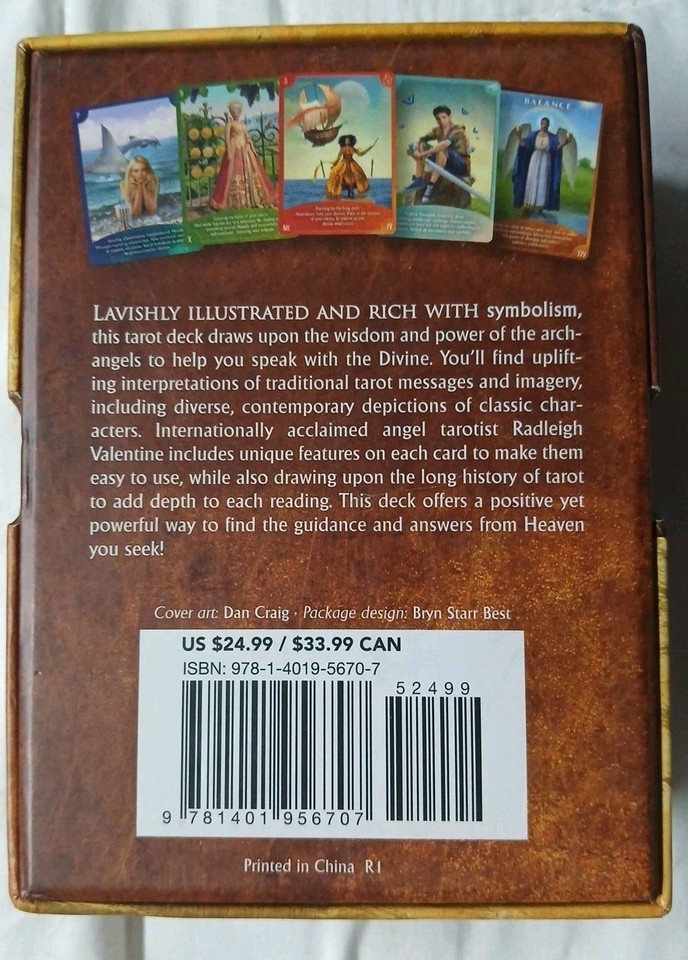 BALANCE
LAVISHLY ILLUSTRATED AND RICH WITH symbolism,
this tarot deck draws upon the wisdom and power of the arch-
angels to help you speak with the Divine. You'll find uplift-
ing interpretations of traditional tarot messages and imagery,
including diverse, contemporary depictions of classic char-
acters. Internationally acclaimed angel tarotist Radleigh
Valentine includes unique features on each card to make them
easy to use, while also drawing upon the long history of tarot
to add depth to each reading. This deck offers a positive yet
powerful way to find the guidance and answers from Heaven
you seek!
Cover art: Dan Craig · Package design: Bryn Starr Best
US $24.99 / $33.99 CAN
ISBN: 978-1-4019-5670-7
52499
9 781401 956707
Printed in China R1